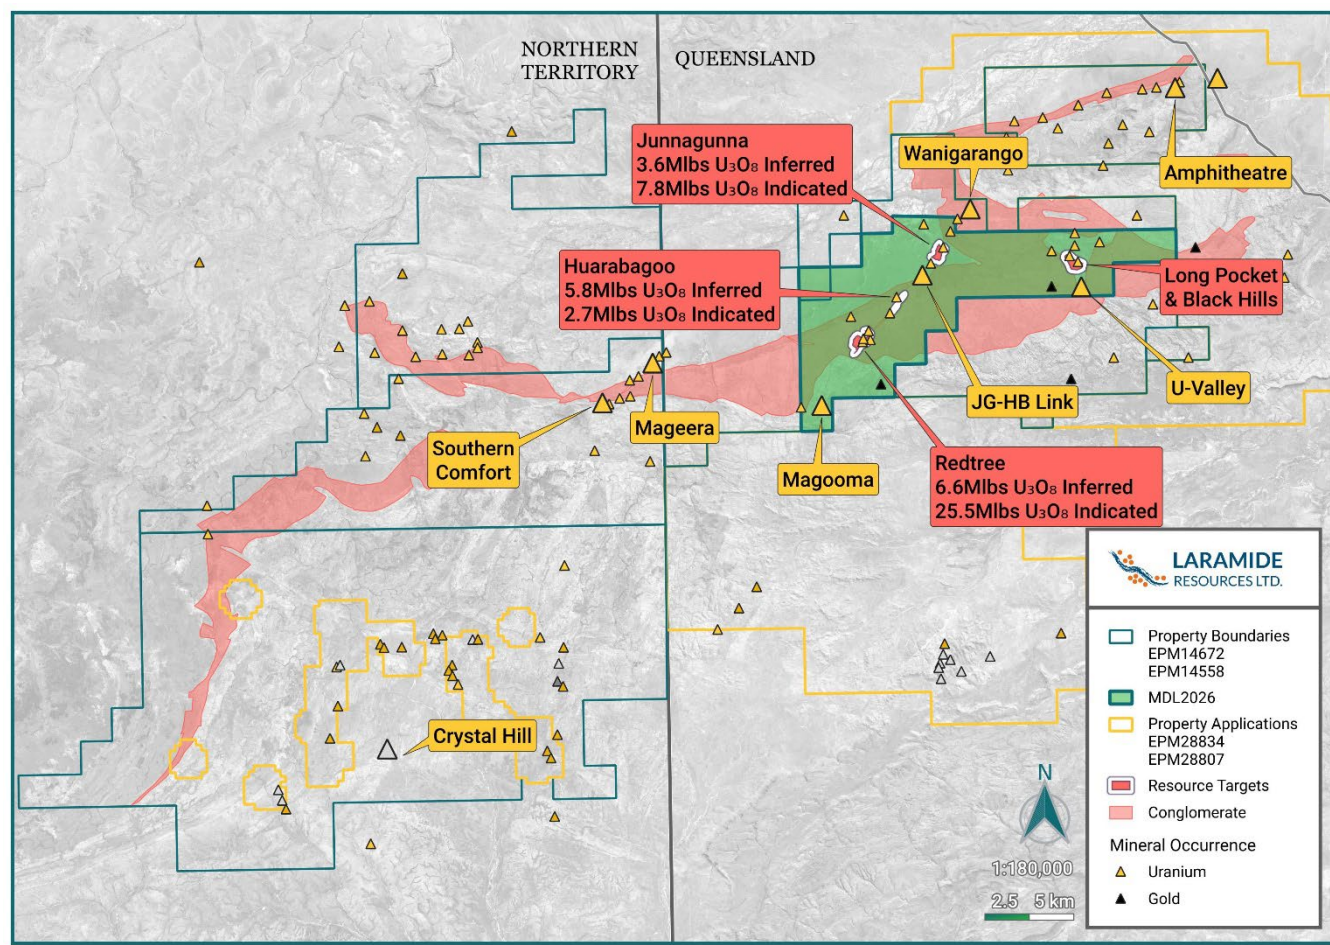 NORTHERN
TERRITORY
QUEENSLAND
Junnagunna
3.6Mlbs U₃O₈ Inferred
7.8Mlbs U₃O₈ Indicated
Wanigarango
Amphitheatre
Huarabagoo
5.8Mlbs U₃O₈ Inferred
2.7Mlbs U₃O₈ Indicated
Long Pocket
& Black Hills
U-Valley
JG-HB Link
Mageera
Southern
Comfort
Magooma
Redtree
6.6Mlbs U₃O₈ Inferred
25.5Mlbs U₃O₈ Indicated
Crystal Hill
LARAMIDE
RESOURCES LTD.
Property Boundaries
EPM14672
EPM14558
MDL2026
Property Applications
EPM28834
EPM28807
Resource Targets
Conglomerate
Mineral Occurrence
Uranium
Gold
N
1:180,000
2.5 5 km